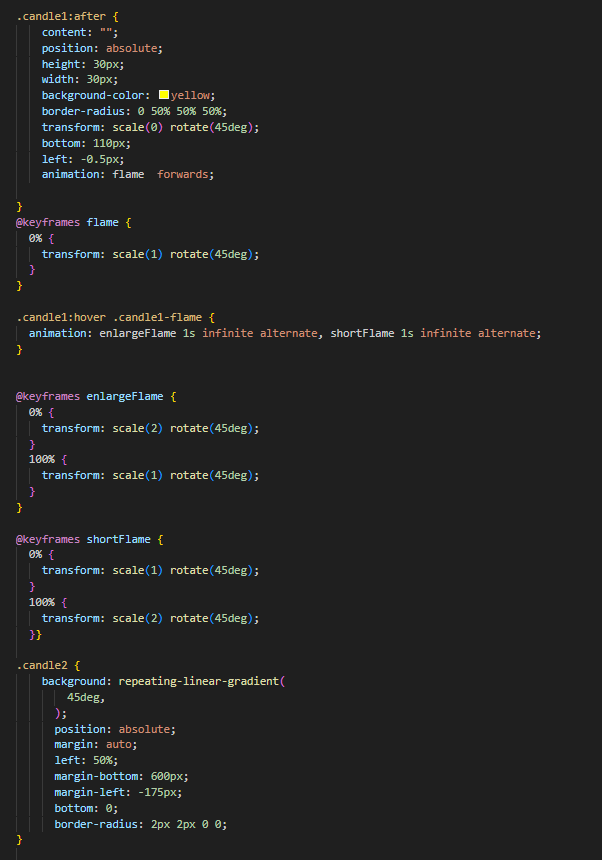 .candle1:after {
content: "";
position: absolute;
height: 30px;
width: 30px;
background-color: yellow;
border-radius: 0 50% 50% 50%;
transform: scale(0) rotate(45deg);
bottom: 110px;
left: -0.5px;
animation: flame  forwards;
}
@keyframes flame {
0% {
transform: scale(1) rotate(45deg);
}
}
.candle1:hover .candle1-flame {
animation: enlargeFlame 1s infinite alternate, shortFlame 1s infinite alternate;
}
@keyframes enlargeFlame {
0% {
transform: scale(2) rotate(45deg);
}
100% {
transform: scale(1) rotate(45deg);
}
}
@keyframes shortFlame {
0% {
transform: scale(1) rotate(45deg);
}
100% {
transform: scale(2) rotate(45deg);
}}
.candle2 {
background: repeating-linear-gradient(
45deg,
);
position: absolute;
margin: auto;
left: 50%;
margin-bottom: 600px;
margin-left: -175px;
bottom: 0;
border-radius: 2px 2px 0 0;
}